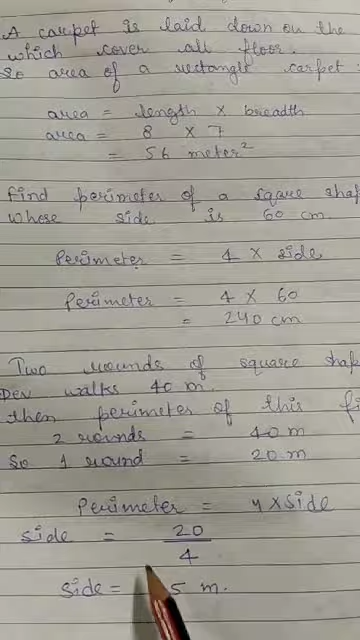 A carpet is laid down on the
which cover all floor.
So area of a rectangle carpet :
area = length × breadth
area = 8 × 7
= 56 meter²
find perimeter of a sqare shap
whose side is 60 cm
Perimeter = 4 × side
Perimeter = 4 × 60
= 240 cm
Two rounds of square shap
Dev walks 40 m.
then perimeter of this fi
2 rounds = 40 m
So 1 round = 20 m
Perimeter = 4 × side
side = 20
4
side = 5 m.